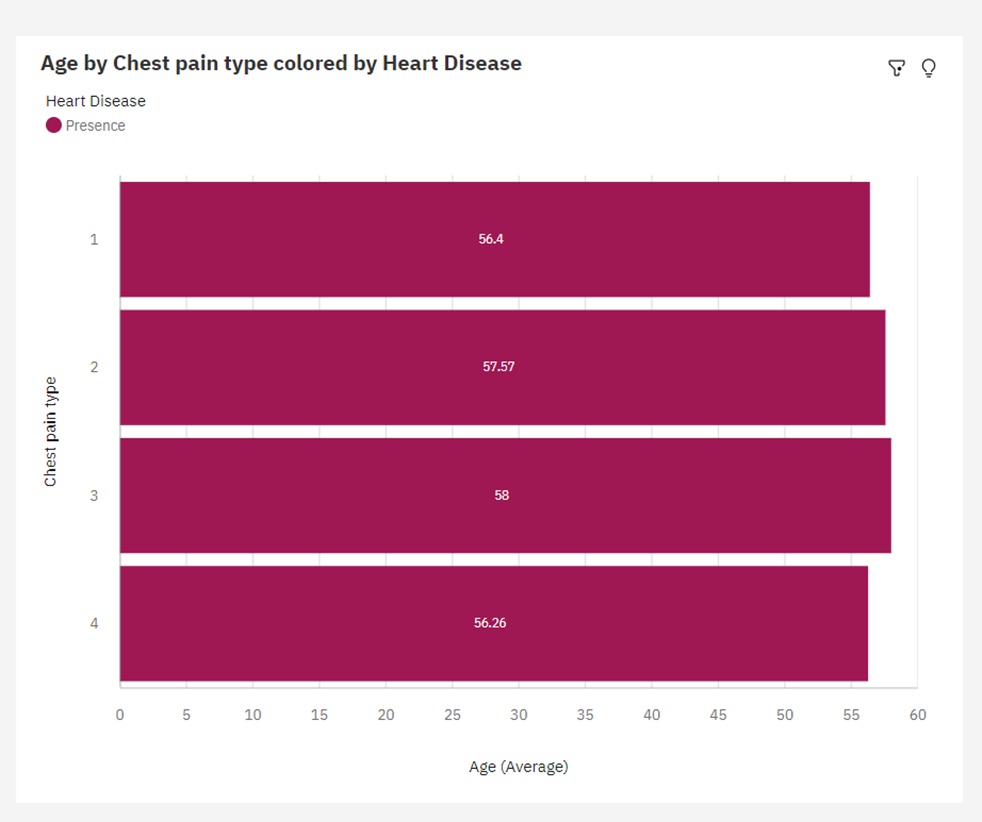 Age by Chest pain type colored by Heart Disease
Heart Disease
Presence
Chest pain type
1
56.4
2
57.57
3
58
4
56.26
0 5 10 15 20 25 30 35 40 45 50 55 60
Age (Average)